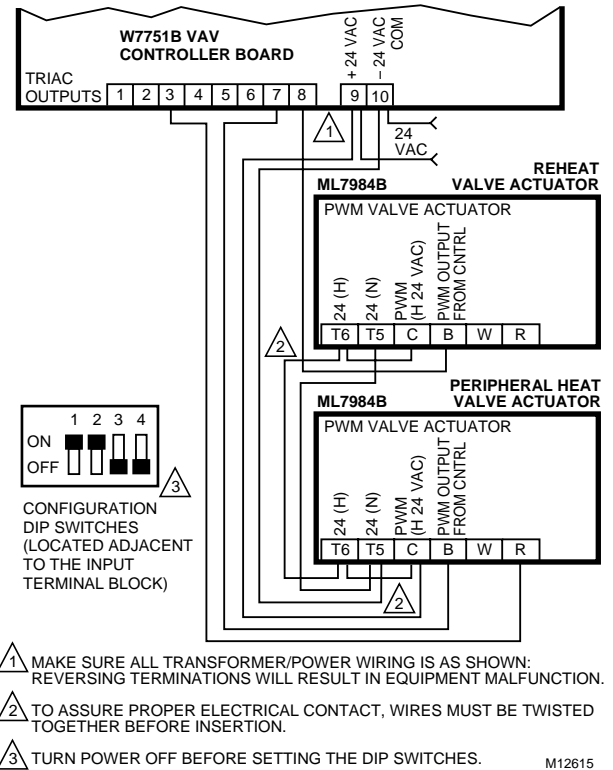 W7751B VAV
CONTROLLER BOARD
+ 24 VAC
– 24 VAC
COM
TRIAC
OUTPUTS 1 2 3 4 5 6 7 8 9 10
1
24
VAC
REHEAT
ML7984B VALVE ACTUATOR
PWM VALVE ACTUATOR
24 (H)
24 (N)
PWM
(H 24 VAC)
PWM OUTPUT
FROM CNTRL
T6 T5 C B W R
2
PERIPHERAL HEAT
ML7984B VALVE ACTUATOR
PWM VALVE ACTUATOR
24 (H)
24 (N)
PWM
(H 24 VAC)
PWM OUTPUT
FROM CNTRL
T6 T5 C B W R
2
1 2 3 4
ON
OFF
3
CONFIGURATION
DIP SWITCHES
(LOCATED ADJACENT
TO THE INPUT
TERMINAL BLOCK)
1 MAKE SURE ALL TRANSFORMER/POWER WIRING IS AS SHOWN:
REVERSING TERMINATIONS WILL RESULT IN EQUIPMENT MALFUNCTION.
2 TO ASSURE PROPER ELECTRICAL CONTACT, WIRES MUST BE TWISTED
TOGETHER BEFORE INSERTION.
3 TURN POWER OFF BEFORE SETTING THE DIP SWITCHES.
M12615